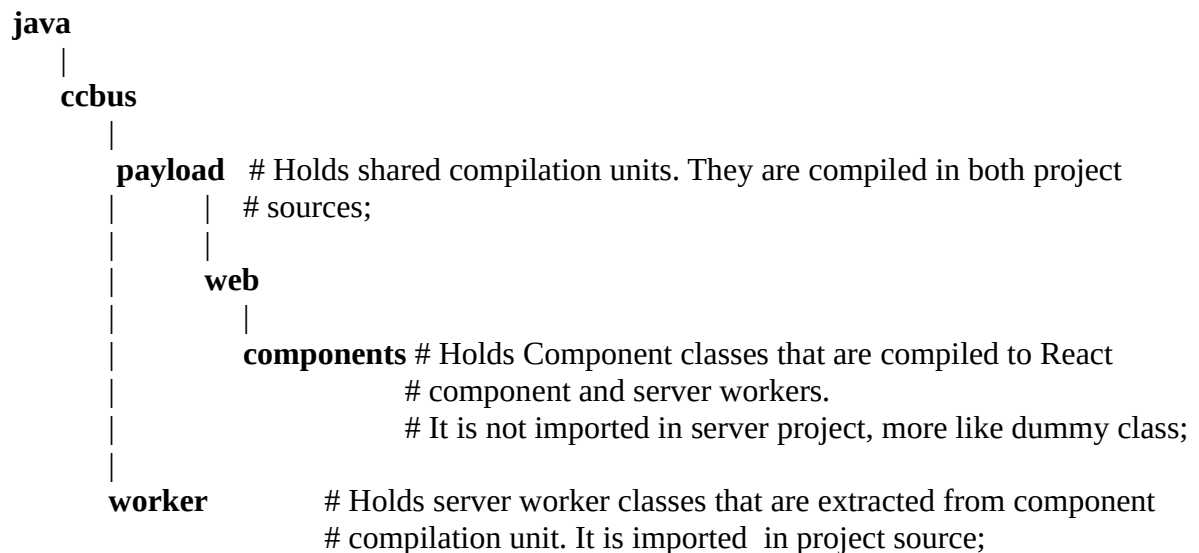 java
|
ccbus
|
payload # Holds shared compilation units. They are compiled in both project
| | # sources;
| |
| web
| |
| components # Holds Component classes that are compiled to React
| # component and server workers.
| # It is not imported in server project, more like dummy class;
|
worker # Holds server worker classes that are extracted from component
# compilation unit. It is imported in project source;